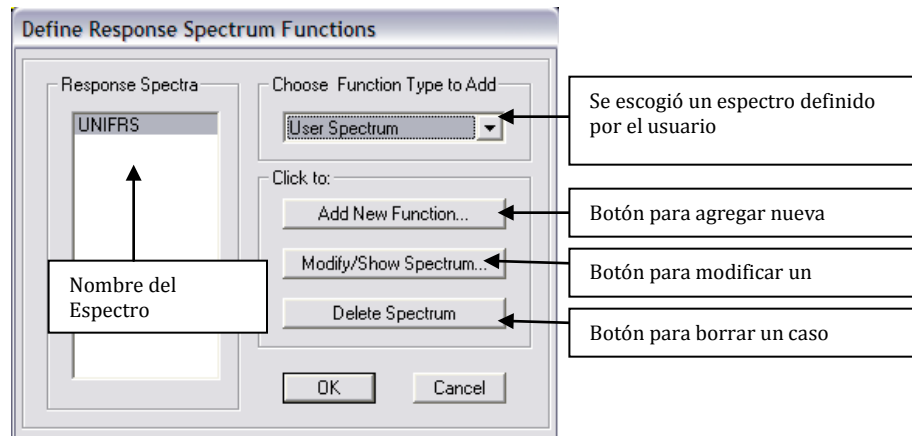 Define Response Spectrum Functions
Response Spectra
UNIFRS
Nombre del
Espectro
Choose Function Type to Add
User Spectrum
Click to:
Add New Function...
Modify/Show Spectrum...
Delete Spectrum
OK
Cancel
Se escogió un espectro definido
por el usuario
Botón para agregar nueva
Botón para modificar un
Botón para borrar un caso